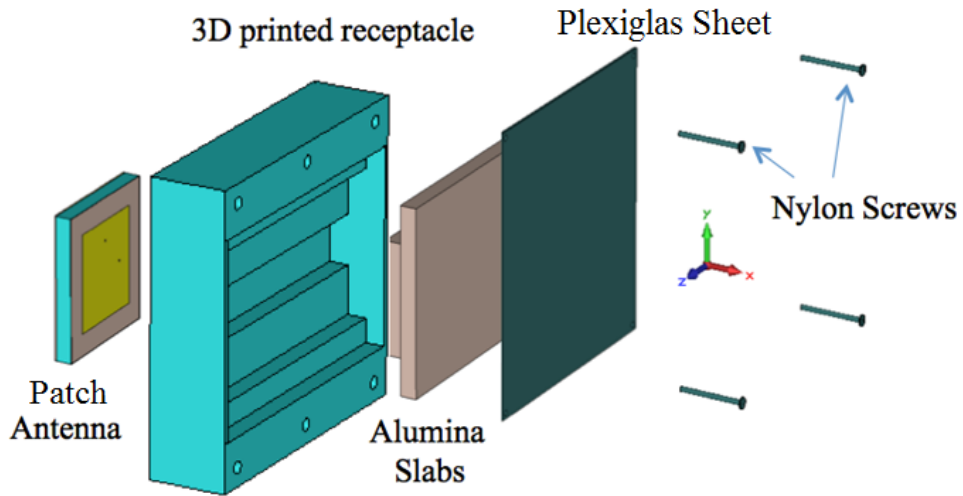 3D printed receptacle
Plexiglas Sheet
Nylon Screws
y
z
x
Patch
Antenna
Alumina
Slabs